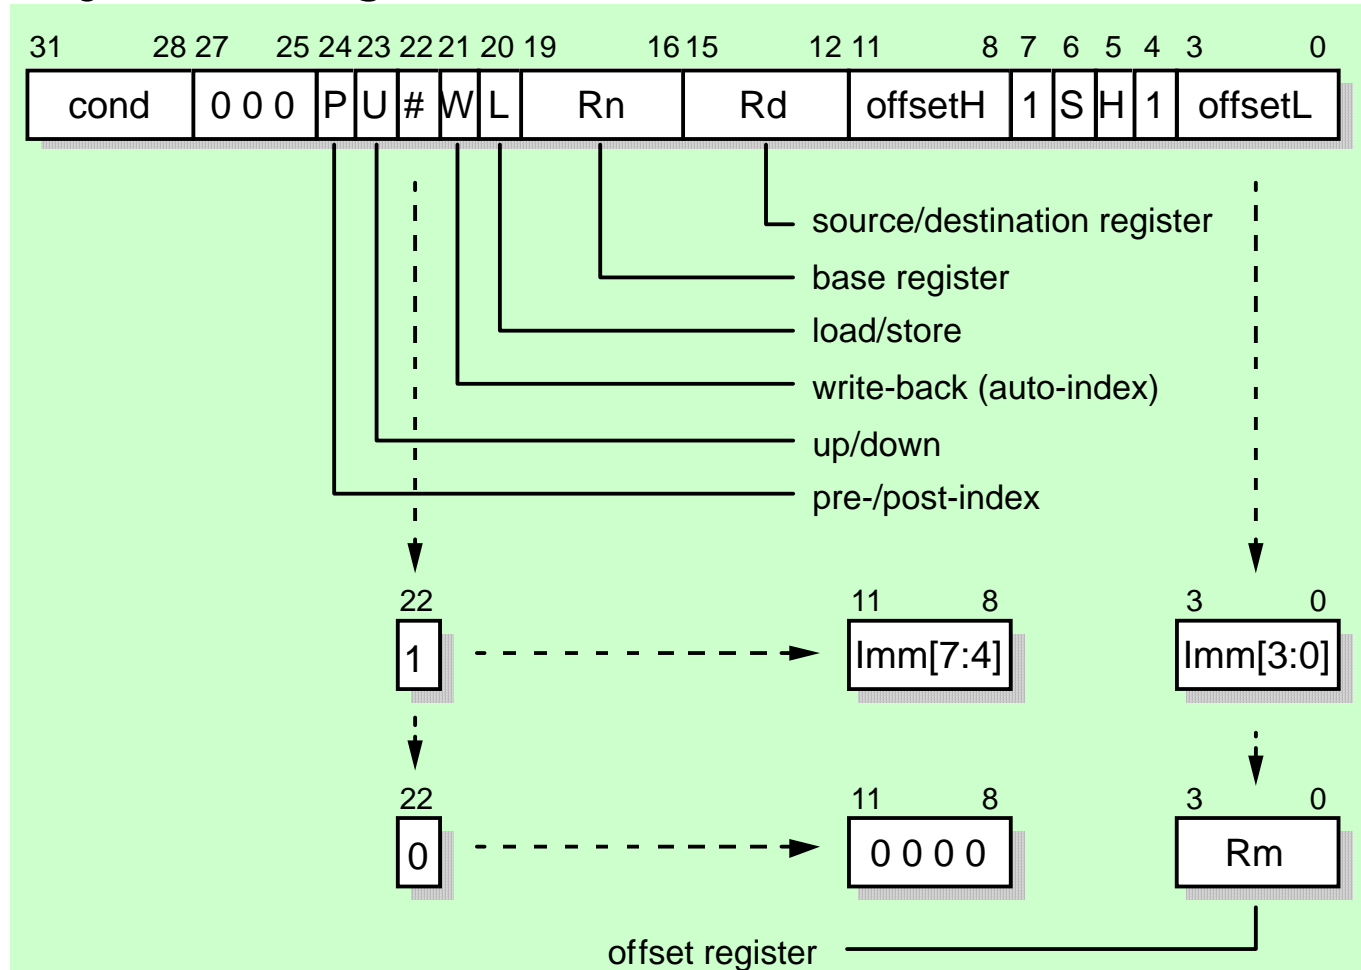 31 28 27 25 24 23 22 21 20 19 16 15 12 11 8 7 6 5 4 3 0
cond 0 0 0 P U # W L Rn Rd offsetH 1 S H 1 offsetL
source/destination register
base register
load/store
write-back (auto-index)
up/down
pre-/post-index
22 11 8 3 0
1 Imm[7:4] Imm[3:0]
22 11 8 3 0
0 0 0 0 0 Rm
offset register